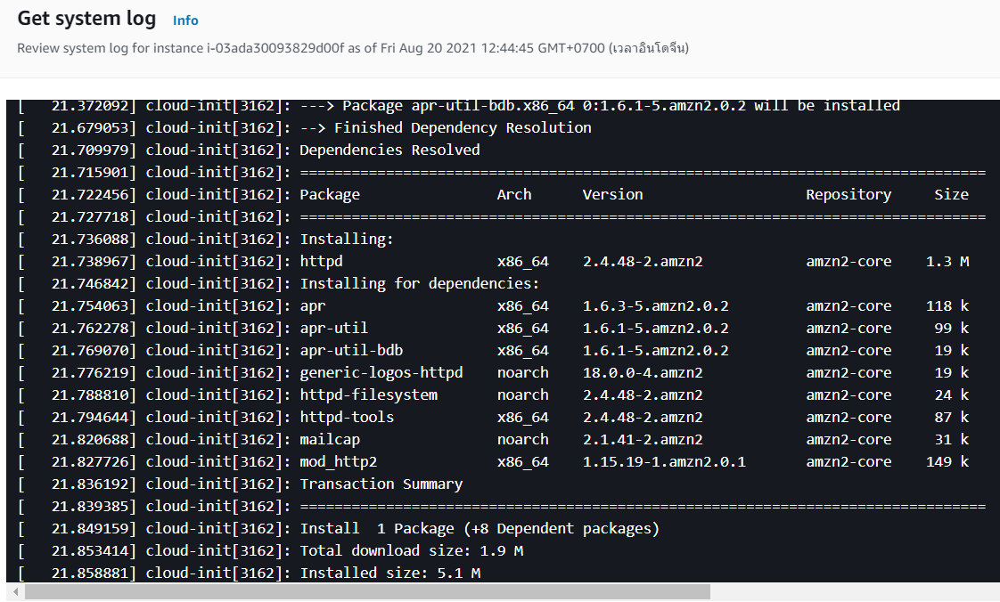 Get system log Info
Review system log for instance i-03ada30093829d00f as of Fri Aug 20 2021 12:44:45 GMT+0700 (เวลาอินโดจีน)
[   21.372092] cloud-init[3162]: ---> Package apr-util-bdb.x86_64 0:1.6.1-5.amzn2.0.2 will be installed
[   21.679053] cloud-init[3162]: --> Finished Dependency Resolution
[   21.709979] cloud-init[3162]: Dependencies Resolved
[   21.715901] cloud-init[3162]: ================================================================================
[   21.722456] cloud-init[3162]: Package                Arch      Version                   Repository     Size
[   21.727718] cloud-init[3162]: ================================================================================
[   21.736088] cloud-init[3162]: Installing:
[   21.738967] cloud-init[3162]: httpd                  x86_64    2.4.48-2.amzn2            amzn2-core    1.3 M
[   21.746842] cloud-init[3162]: Installing for dependencies:
[   21.754063] cloud-init[3162]: apr                    x86_64    1.6.3-5.amzn2.0.2         amzn2-core    118 k
[   21.762278] cloud-init[3162]: apr-util               x86_64    1.6.1-5.amzn2.0.2         amzn2-core     99 k
[   21.769070] cloud-init[3162]: apr-util-bdb           x86_64    1.6.1-5.amzn2.0.2         amzn2-core     19 k
[   21.776219] cloud-init[3162]: generic-logos-httpd    noarch    18.0.0-4.amzn2            amzn2-core     19 k
[   21.788810] cloud-init[3162]: httpd-filesystem       noarch    2.4.48-2.amzn2            amzn2-core     24 k
[   21.794644] cloud-init[3162]: httpd-tools            x86_64    2.4.48-2.amzn2            amzn2-core     87 k
[   21.820688] cloud-init[3162]: mailcap                noarch    2.1.41-2.amzn2            amzn2-core     31 k
[   21.827726] cloud-init[3162]: mod_http2              x86_64    1.15.19-1.amzn2.0.1       amzn2-core    149 k
[   21.836192] cloud-init[3162]: Transaction Summary
[   21.839385] cloud-init[3162]: ================================================================================
[   21.849159] cloud-init[3162]: Install  1 Package (+8 Dependent packages)
[   21.853414] cloud-init[3162]: Total download size: 1.9 M
[   21.858881] cloud-init[3162]: Installed size: 5.1 M